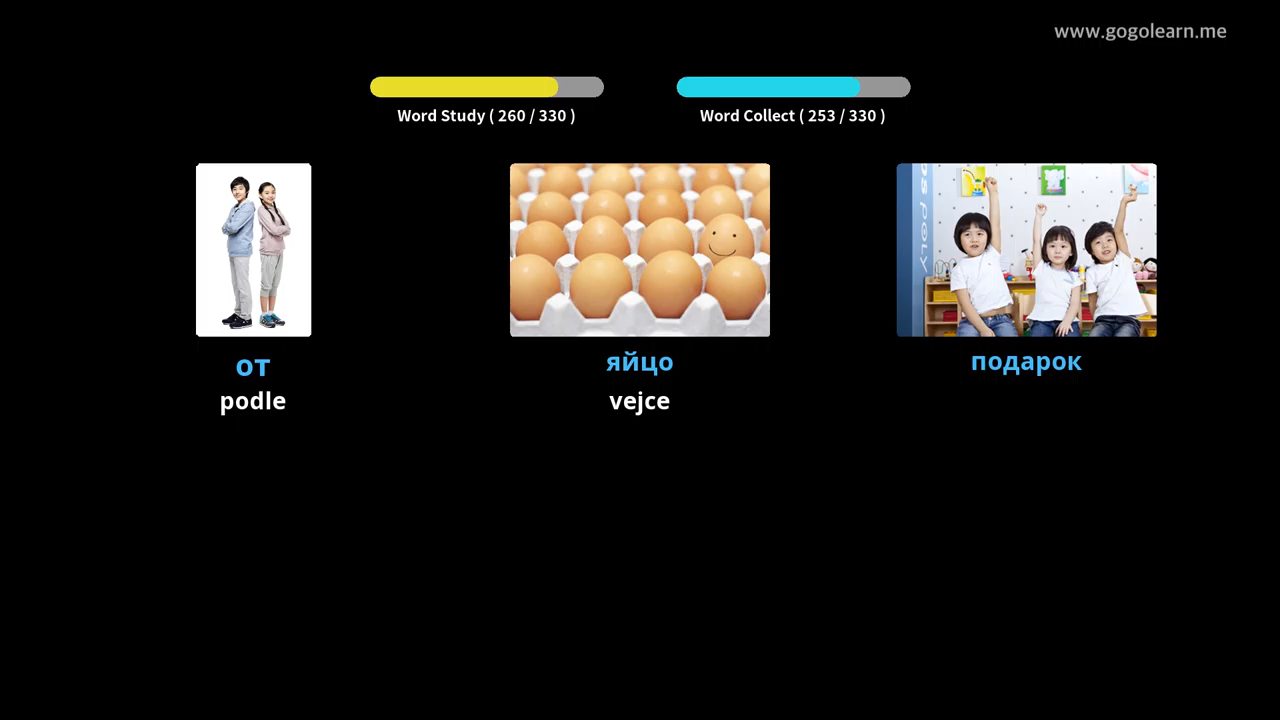 www.gogolearn.me
Word Study ( 260 / 330 )
Word Collect ( 253 / 330 )
от
podle
яйцо
vejce
подарок